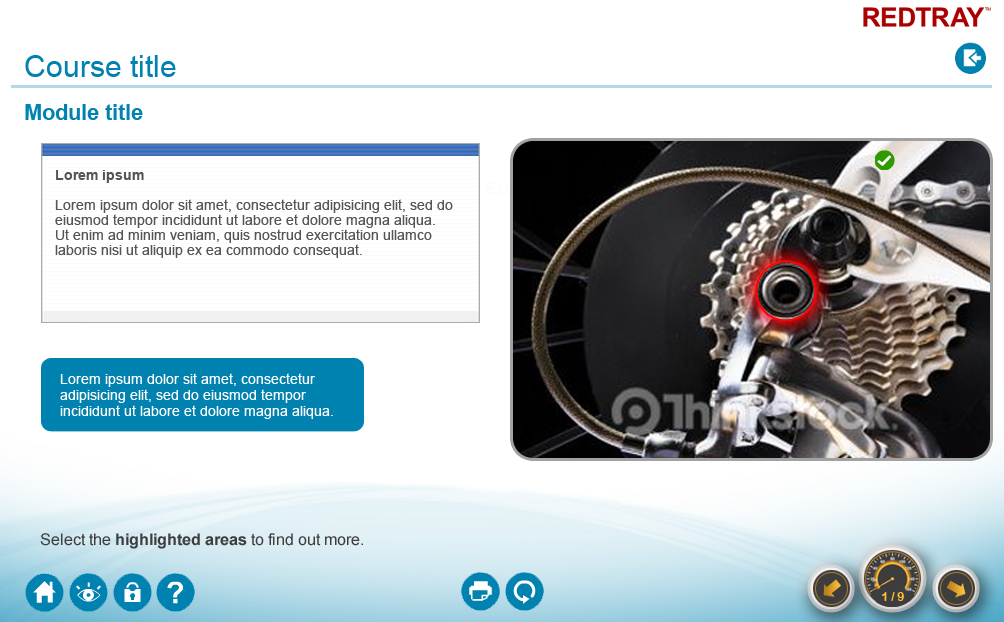 REDTRAY™
Course title
Module title
Lorem ipsum
Lorem ipsum dolor sit amet, consectetur adipisicing elit, sed do
eiusmod tempor incididunt ut labore et dolore magna aliqua.
Ut enim ad minim veniam, quis nostrud exercitation ullamco
laboris nisi ut aliquip ex ea commodo consequat.
Lorem ipsum dolor sit amet, consectetur
adipisicing elit, sed do eiusmod tempor
incididunt ut labore et dolore magna aliqua.
Thinkstock.
Select the highlighted areas to find out more.
?
1 / 9